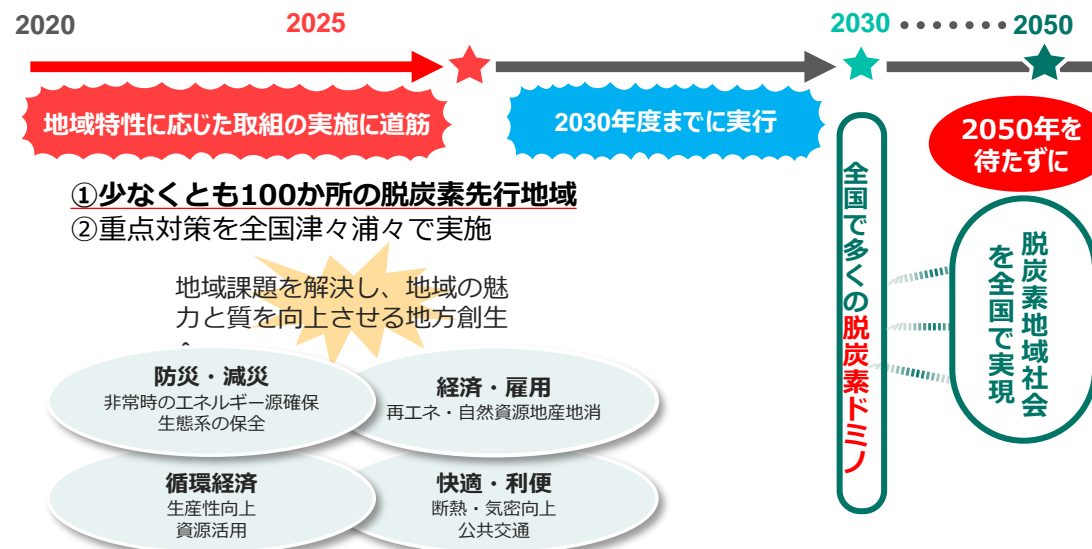 2020
2025
2030 ・・・・・・・ 2050
地域特性に応じた取組の実施に道筋
2030年度までに実行
①少なくとも100か所の脱炭素先行地域
②重点対策を全国津々浦々で実施
地域課題を解決し、地域の魅
力と質を向上させる地方創生
防災・減災
非常時のエネルギー源確保
生態系の保全
経済・雇用
再エネ・自然資源地産地消
循環経済
生産性向上
資源活用
快適・利便
断熱・気密向上
公共交通
全国で多くの脱炭素ドミノ
2050年を
待たずに
脱炭素地域社会
を全国で実現